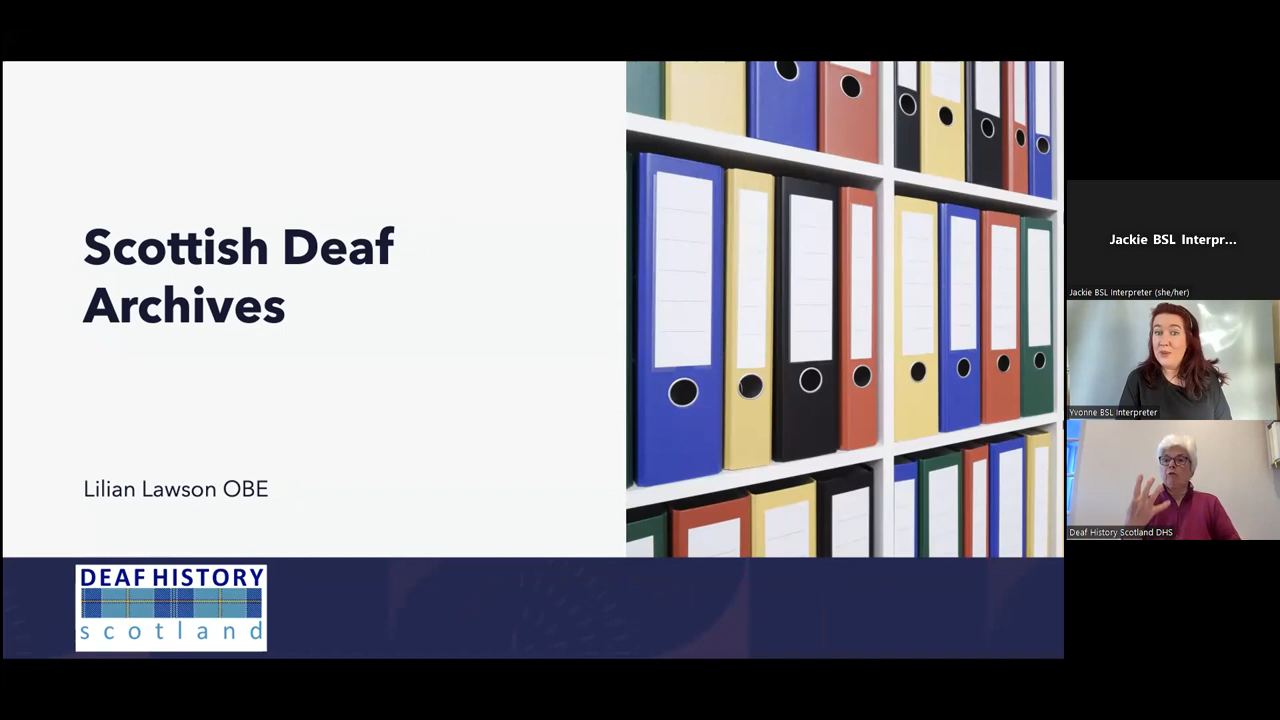 Scottish Deaf
Archives
Lilian Lawson OBE
DEAF HISTORY
scotland
Jackie BSL Interpr...
Jackie BSL Interpreter (she/her)
Yvonne BSL Interpreter
Deaf History Scotland DHS